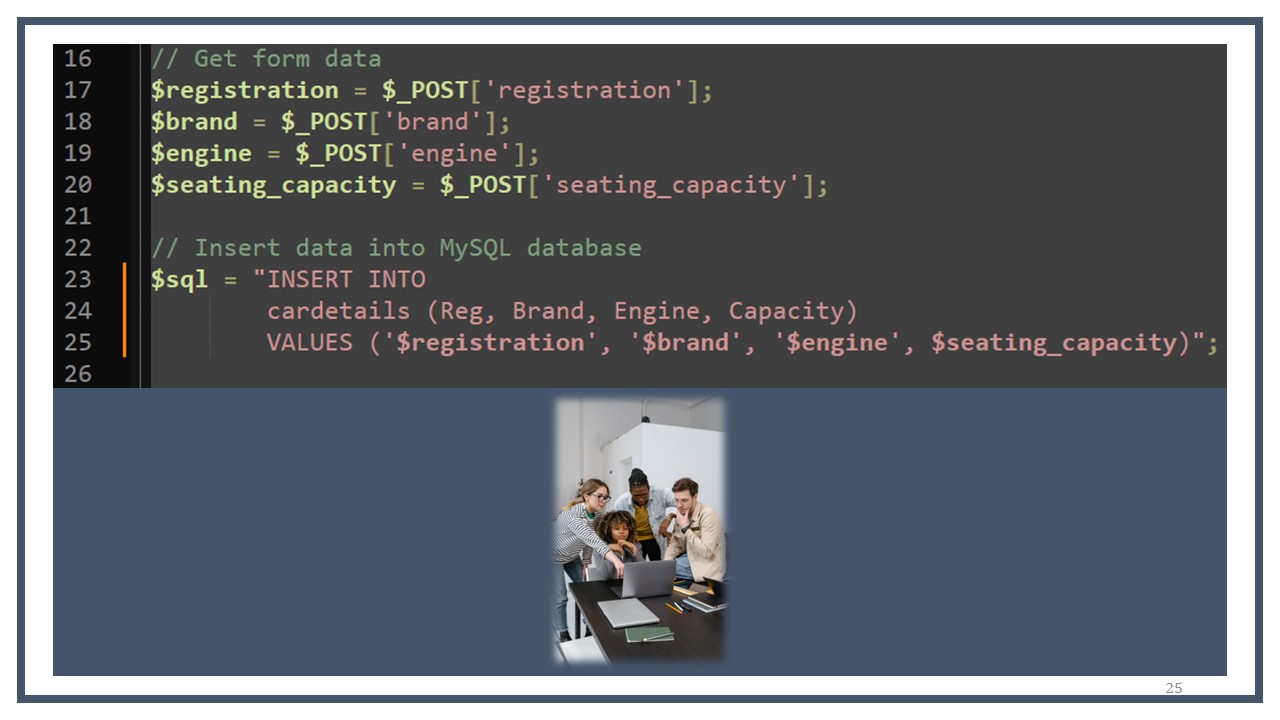 16 // Get form data
17 $registration = $_POST['registration'];
18 $brand = $_POST['brand'];
19 $engine = $_POST['engine'];
20 $seating_capacity = $_POST['seating_capacity'];
21
22 // Insert data into MySQL database
23 $sql = "INSERT INTO
24         cardetails (Reg, Brand, Engine, Capacity)
25         VALUES ('$registration', '$brand', '$engine', $seating_capacity)";
26
25